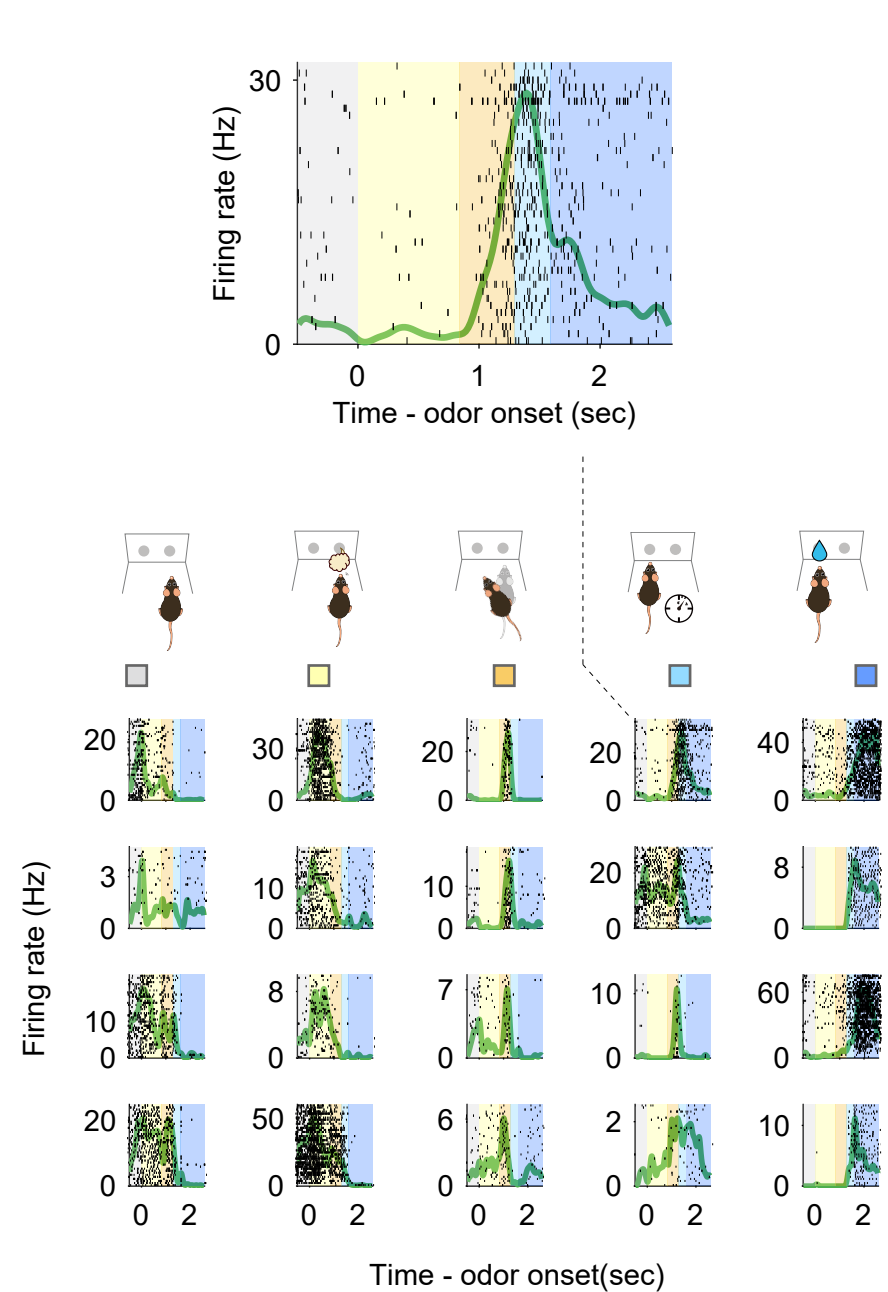 30
Firing rate (Hz)
0
0 1 2
Time - odor onset (sec)
20 30 20 20 40
0 0 0 0 0
3 10 10 20 8
0 0 0 0 0
Firing rate (Hz)
10 8 7 10 60
0 0 0 0 0
20 50 6 2 10
0 0 0 0 0
0 2 0 2 0 2 0 2 0 2
Time - odor onset(sec)